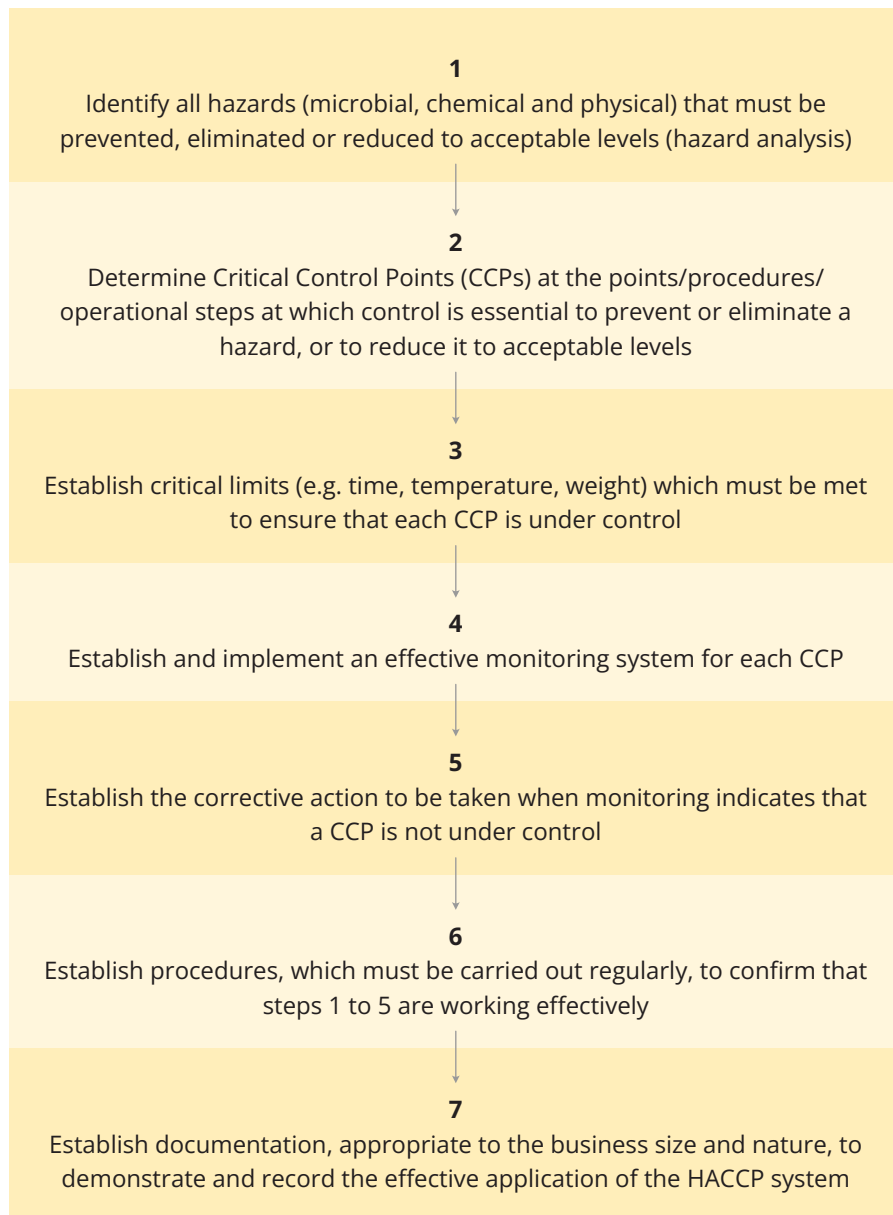 1
Identify all hazards (microbial, chemical and physical) that must be
prevented, eliminated or reduced to acceptable levels (hazard analysis)
2
Determine Critical Control Points (CCPs) at the points/procedures/
operational steps at which control is essential to prevent or eliminate a
hazard, or to reduce it to acceptable levels
3
Establish critical limits (e.g. time, temperature, weight) which must be met
to ensure that each CCP is under control
4
Establish and implement an effective monitoring system for each CCP
5
Establish the corrective action to be taken when monitoring indicates that
a CCP is not under control
6
Establish procedures, which must be carried out regularly, to confirm that
steps 1 to 5 are working effectively
7
Establish documentation, appropriate to the business size and nature, to
demonstrate and record the effective application of the HACCP system